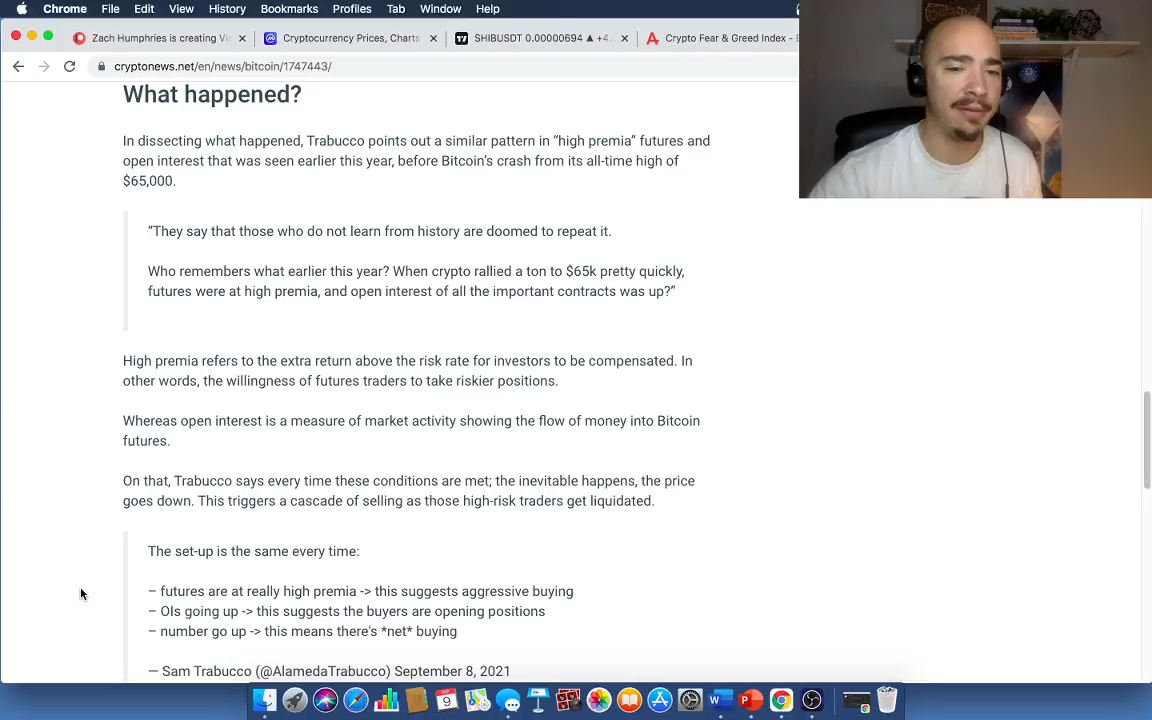 Chrome File Edit View History Bookmarks Profiles Tab Window Help
Zach Humphries is creating Vi
Cryptocurrency Prices, Charts
SHIBUSDT 0.00000694 ▲ +4.
Crypto Fear & Greed Index -
cryptonews.net/en/news/bitcoin/1747443/
What happened?
In dissecting what happened, Trabucco points out a similar pattern in “high premia” futures and
open interest that was seen earlier this year, before Bitcoin’s crash from its all-time high of
$65,000.
“They say that those who do not learn from history are doomed to repeat it.
Who remembers what earlier this year? When crypto rallied a ton to $65k pretty quickly,
futures were at high premia, and open interest of all the important contracts was up?”
High premia refers to the extra return above the risk rate for investors to be compensated. In
other words, the willingness of futures traders to take riskier positions.
Whereas open interest is a measure of market activity showing the flow of money into Bitcoin
futures.
On that, Trabucco says every time these conditions are met; the inevitable happens, the price
goes down. This triggers a cascade of selling as those high-risk traders get liquidated.
The set-up is the same every time:
– futures are at really high premia -> this suggests aggressive buying
– OIs going up -> this suggests the buyers are opening positions
– number go up -> this means there's *net* buying
— Sam Trabucco (@AlamedaTrabucco) September 8, 2021
9